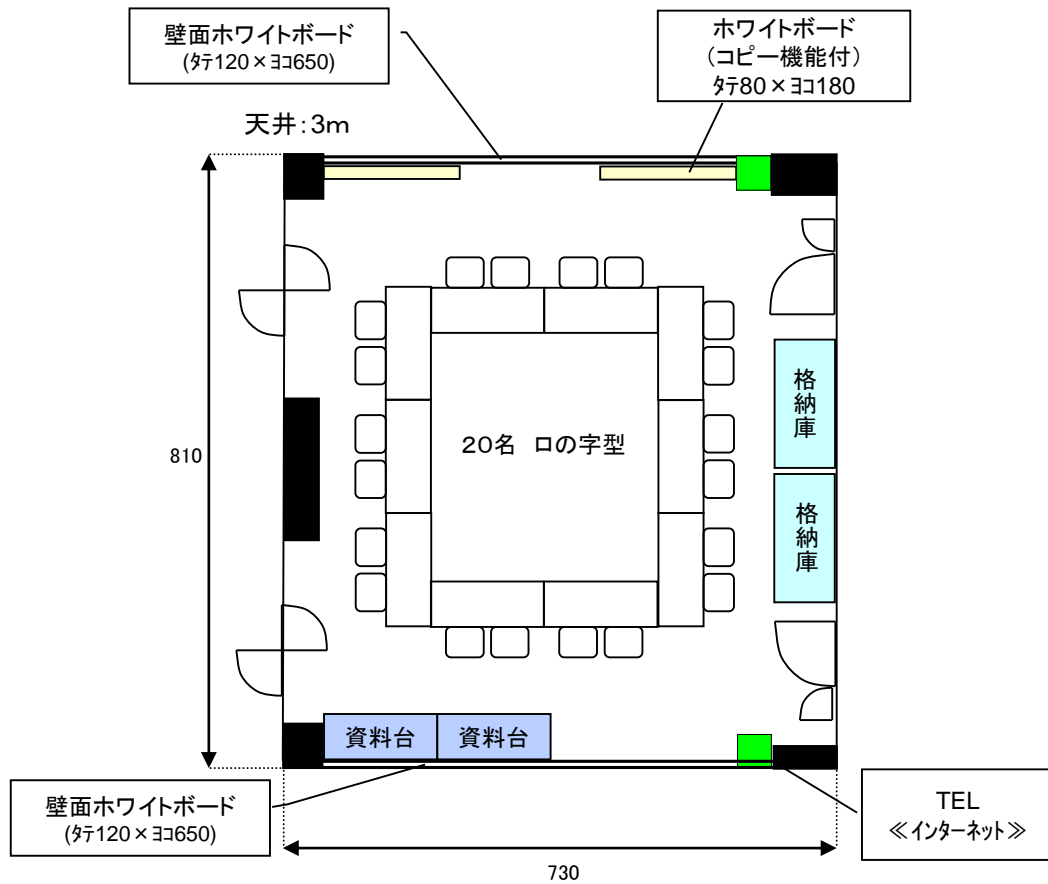 壁面ホワイトボード
(ﾀﾃ120×ﾖｺ650)
ホワイトボード
（コピー機能付）
ﾀﾃ80×ﾖｺ180
天井：3m
810
格納庫
20名　ロの字型
格納庫
資料台
資料台
壁面ホワイトボード
(ﾀﾃ120×ﾖｺ650)
TEL
≪インターネット≫
730